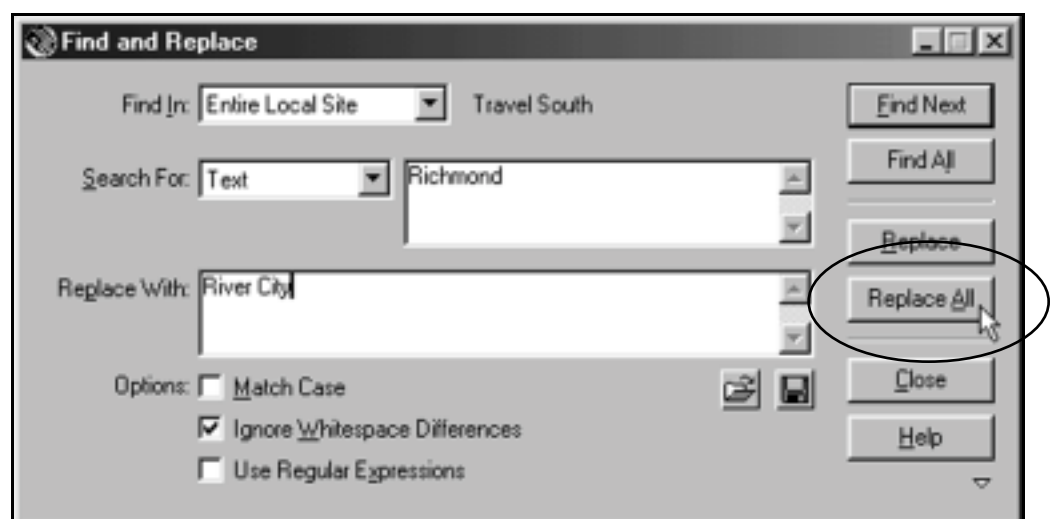 Find and Replace
Find In: Entire Local Site Travel South Find Next
Find All
Search For: Text Richmond
Replace
Replace With: River City Replace All
Options: Match Case Close
Ignore Whitespace Differences Help
Use Regular Expressions